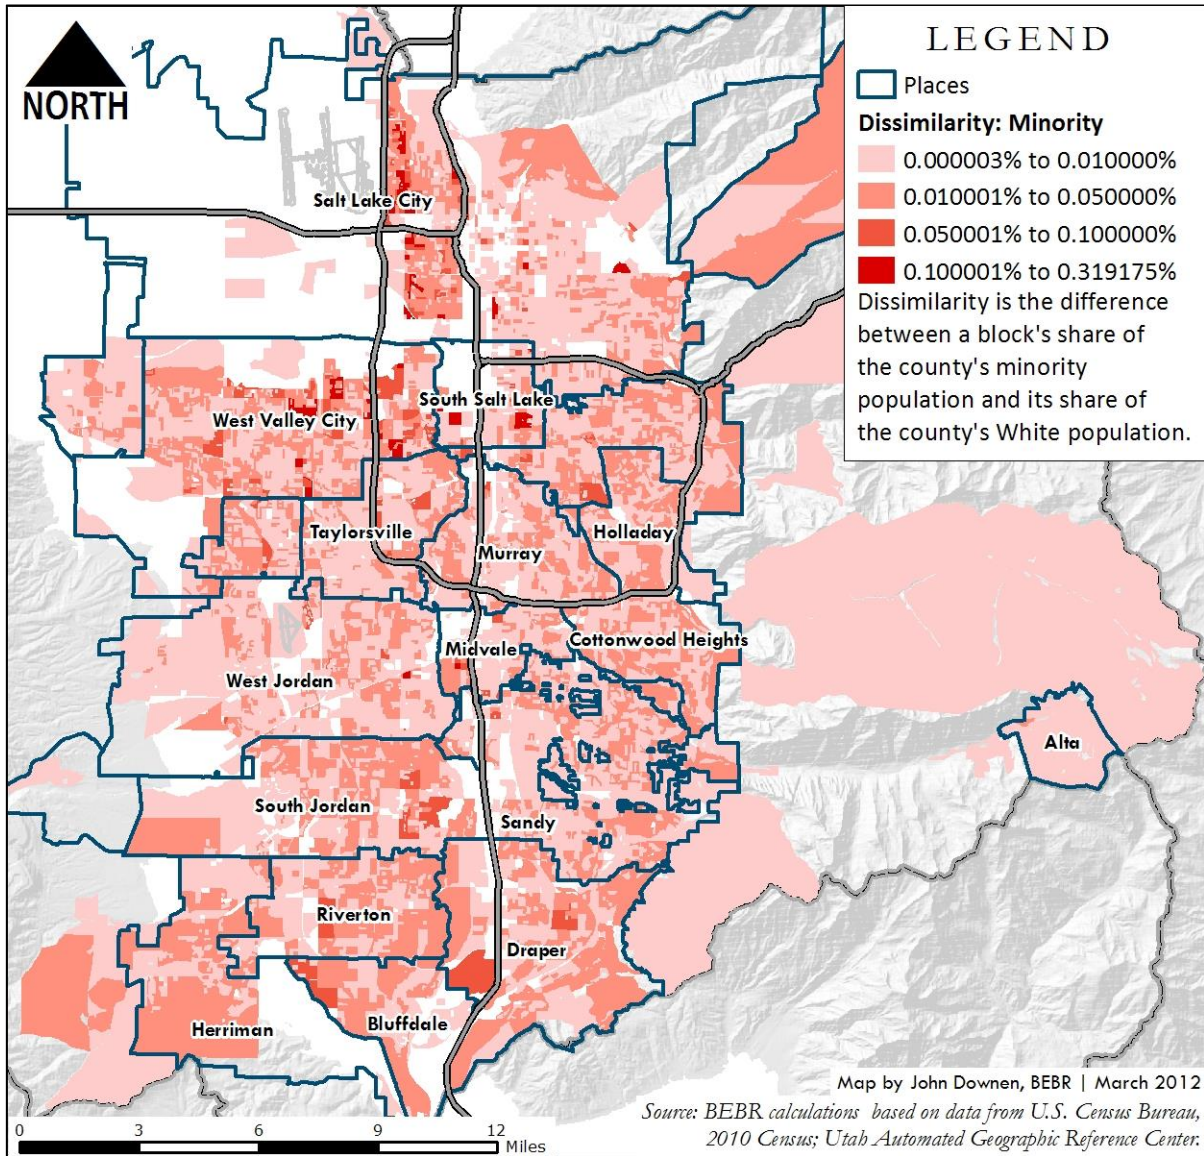 NORTH
LEGEND
Places
Dissimilarity: Minority
0.000003% to 0.010000%
0.010001% to 0.050000%
0.050001% to 0.100000%
0.100001% to 0.319175%
Dissimilarity is the difference
between a block's share of
the county's minority
population and its share of
the county's White population.
Salt Lake City
South Salt Lake
West Valley City
Taylorsville
Holladay
Murray
Cottonwood Heights
Midvale
West Jordan
Alta
South Jordan
Sandy
Riverton
Draper
Bluffdale
Herriman
Map by John Downen, BEBR | March 2012
Source: BEBR calculations based on data from U.S. Census Bureau,
2010 Census; Utah Automated Geographic Reference Center.
0 3 6 9 12
Miles